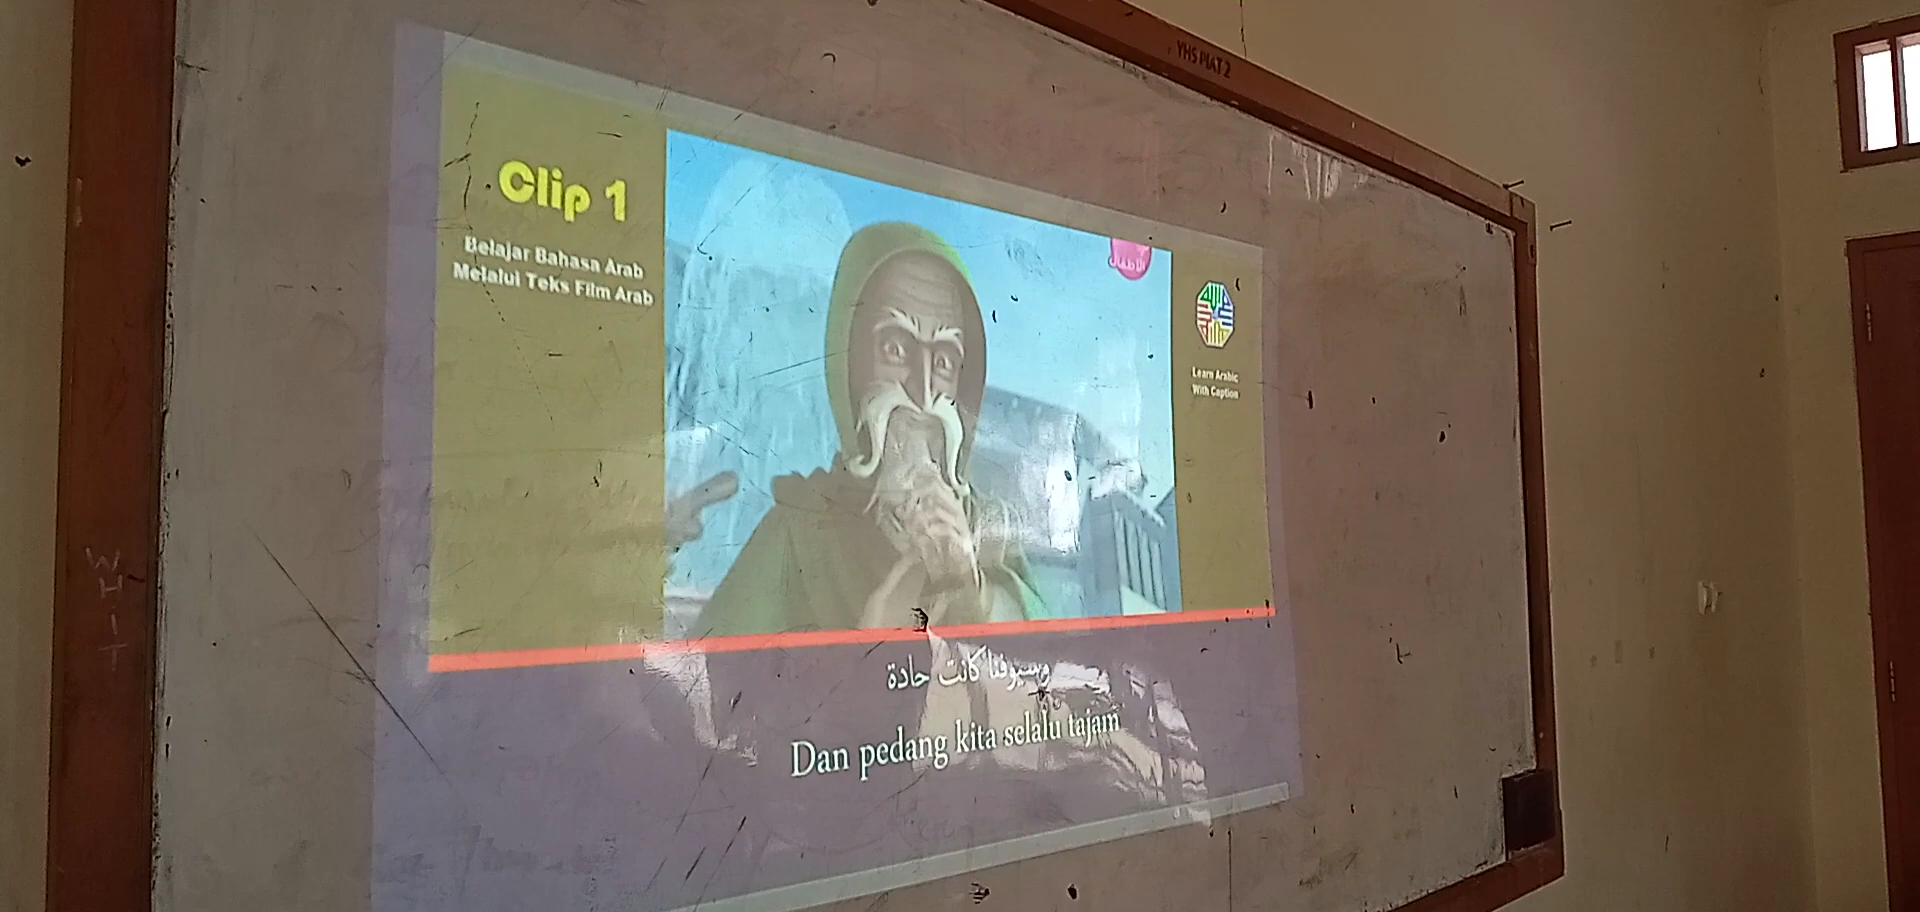 YHS PIAT 2
Clip 1
Belajar Bahasa Arab
Melalui Teks Film Arab
الأطفال
Learn Arabic
With Caption
وسيوفنا كانت حادة
Dan pedang kita selalu tajam